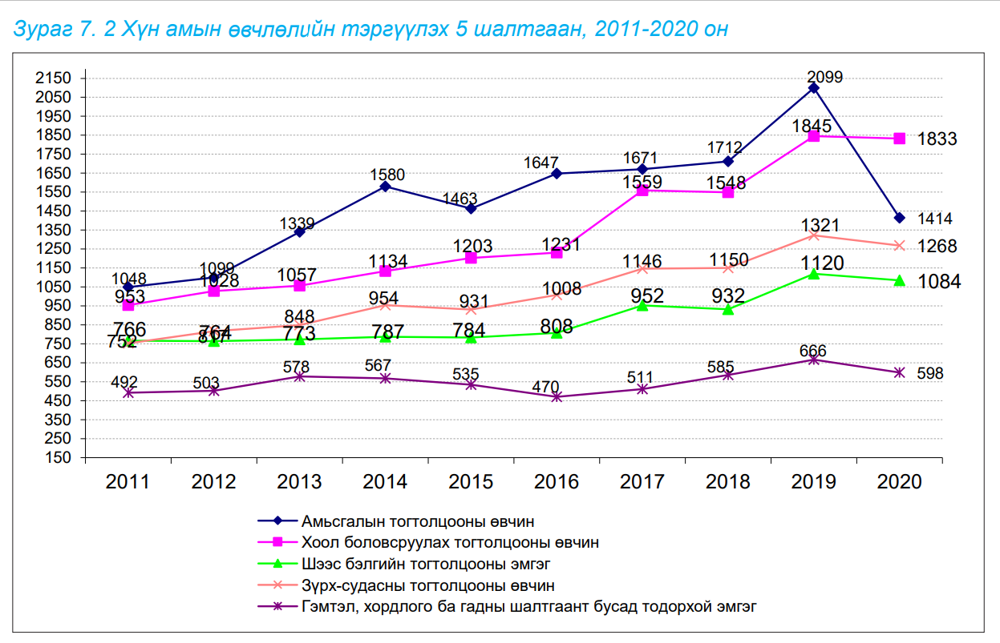 Зураг 7. 2 Хүн амын өвчлөлийн тэргүүлэх 5 шалтгаан, 2011-2020 он
2150
2050
1950
1850
1750
1650
1550
1450
1350
1250
1150
1050
950
850
750
650
550
450
350
250
150
1048 1099 1339 1580 1463 1647 1671 1712 2099 1414
953 1028 1057 1134 1203 1231 1559 1548 1845 1833
766 764 773 787 784 808 952 932 1120 1084
752 817 848 954 931 1008 1146 1150 1321 1268
492 503 578 567 535 470 511 585 666 598
2011 2012 2013 2014 2015 2016 2017 2018 2019 2020
Амьсгалын тогтолцооны өвчин
Хоол боловсруулах тогтолцооны өвчин
Шээс бэлгийн тогтолцооны эмгэг
Зүрх-судасны тогтолцооны өвчин
Гэмтэл, хордлого ба гадны шалтгаант бусад тодорхой эмгэг